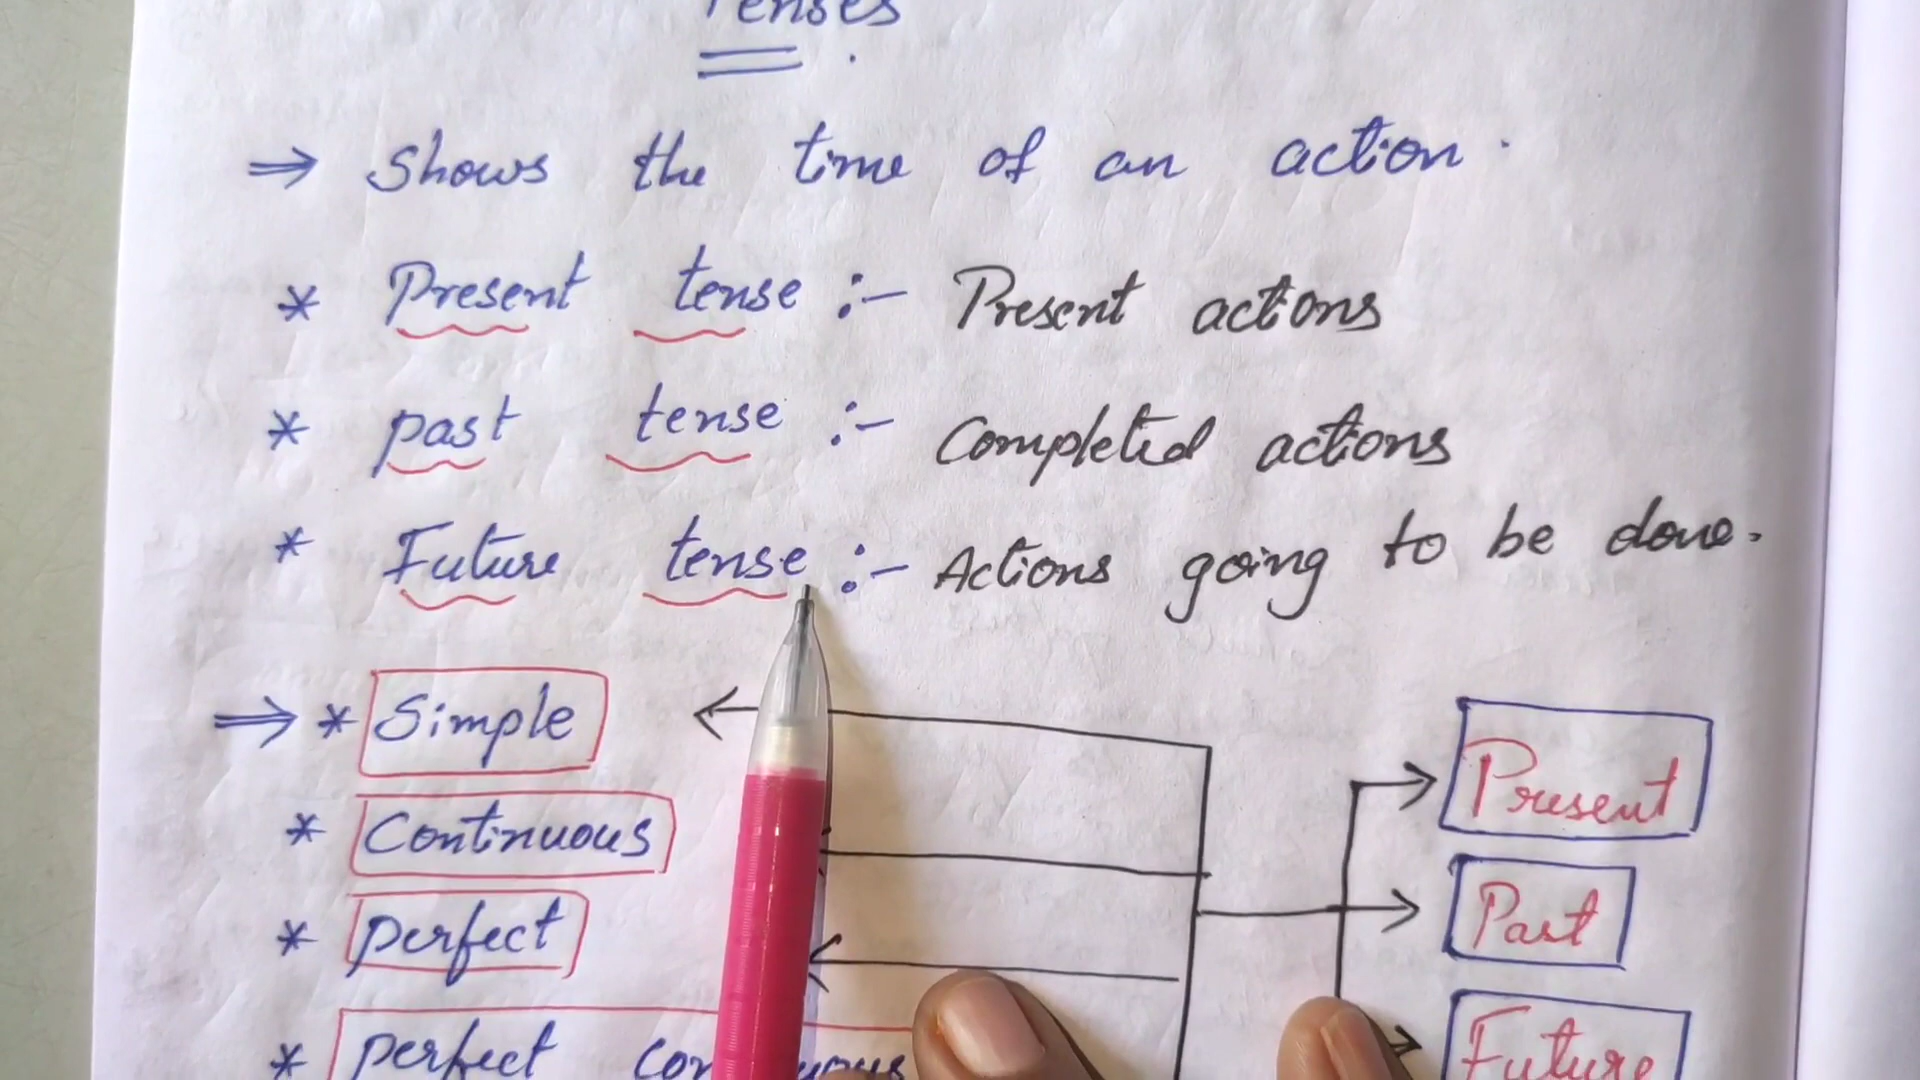 Tenses
⇒ Shows the time of an action.
* Present tense :- Present actions
* past tense :- Completed actions
* Future tense :- Actions going to be done.
⇒ * Simple
* Continuous
* perfect
* perfect
Present
Past
Future